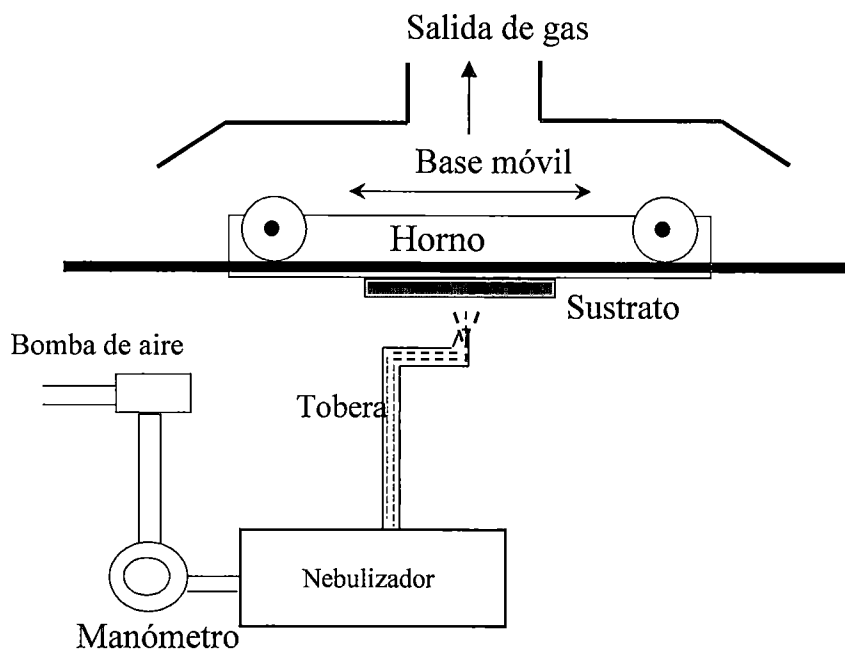 Salida de gas
Base móvil
Horno
Sustrato
Bomba de aire
Tobera
Nebulizador
Manómetro